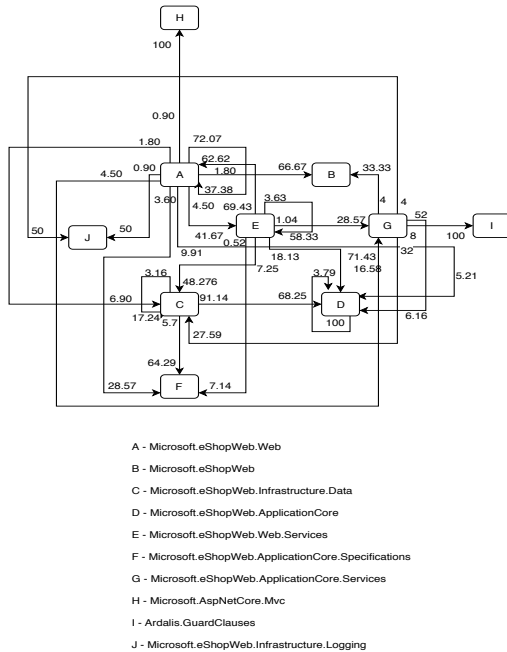 H
100
0.90
1.80
72.07
62.62
0.90
1.80
66.67
33.33
4.50
A
B
37.38
4
4
3.60
4.50
69.43
3.63
52
E
1.04
28.57
G
I
50
J
50
41.67
0.52
58.33
8
100
9.91
18.13
71.43
32
7.25
16.58
3.16
48.276
3.79
5.21
6.90
C
91.14
68.25
D
17.24
5.7
100
6.16
27.59
64.29
28.57
F
7.14
A - Microsoft.eShopWeb.Web
B - Microsoft.eShopWeb
C - Microsoft.eShopWeb.Infrastructure.Data
D - Microsoft.eShopWeb.ApplicationCore
E - Microsoft.eShopWeb.Web.Services
F - Microsoft.eShopWeb.ApplicationCore.Specifications
G - Microsoft.eShopWeb.ApplicationCore.Services
H - Microsoft.AspNetCore.Mvc
I - Ardalis.GuardClauses
J - Microsoft.eShopWeb.Infrastructure.Logging